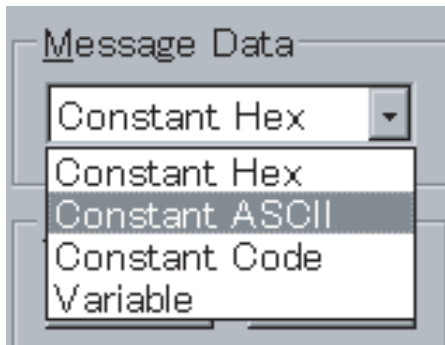 Message Data
Constant Hex
Constant Hex
Constant ASCII
Constant Code
Variable